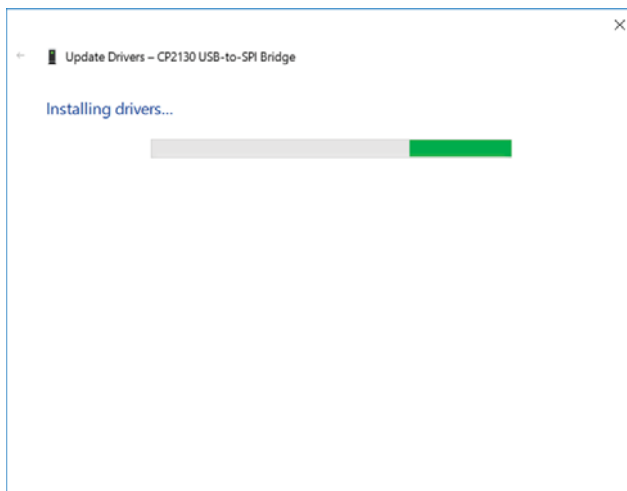 Update Drivers – CP2130 USB-to-SPI Bridge
Installing drivers...